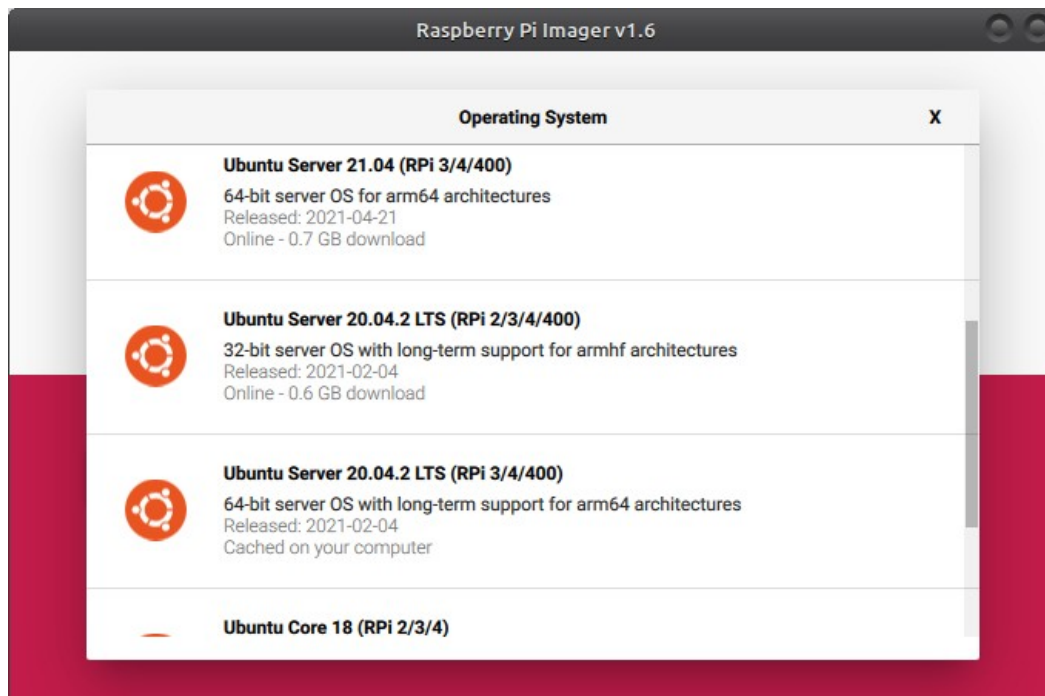 Raspberry Pi Imager v1.6
Operating System
X
Ubuntu Server 21.04 (RPi 3/4/400)
64-bit server OS for arm64 architectures
Released: 2021-04-21
Online - 0.7 GB download
Ubuntu Server 20.04.2 LTS (RPi 2/3/4/400)
32-bit server OS with long-term support for armhf architectures
Released: 2021-02-04
Online - 0.6 GB download
Ubuntu Server 20.04.2 LTS (RPi 3/4/400)
64-bit server OS with long-term support for arm64 architectures
Released: 2021-02-04
Cached on your computer
Ubuntu Core 18 (RPi 2/3/4)